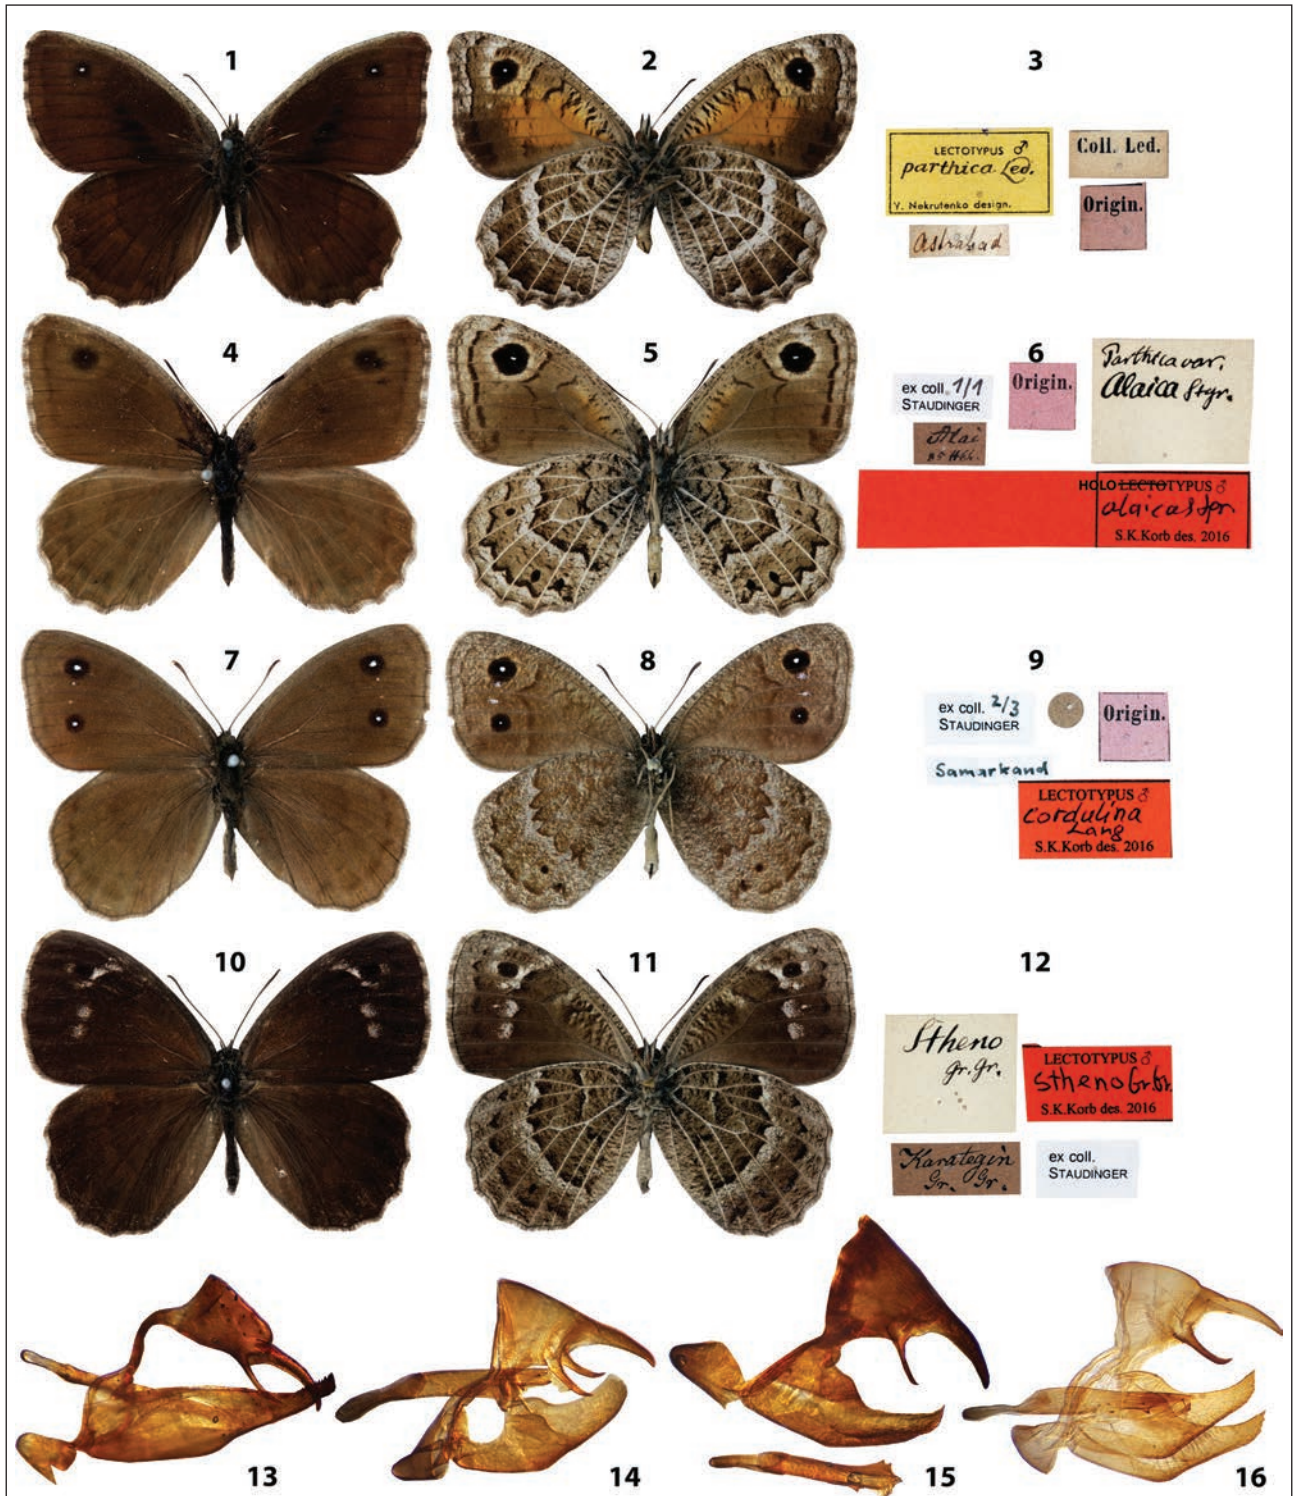 1
2
3
LECTOTYPUS ♂
parthica Led.
Y. Nekrutenko design.
Coll. Led.
Origin.
Astrabad
4
5
6
ex coll. 1/1
STAUDINGER
Origin.
Parthica var.
Alaica Stgr.
Alai
HOLO LECTOTYPUS ♂
alaica Stgr
S.K.Korb des. 2016
7
8
9
ex coll. 2/3
STAUDINGER
Origin.
Samarkand
LECTOTYPUS ♂
cordulina
Lang
S.K.Korb des. 2016
10
11
12
Stheno
Gr. Gr.
LECTOTYPUS ♂
stheno Gr.Gr.
S.K.Korb des. 2016
Karategin
Gr. Gr.
ex coll.
STAUDINGER
13
14
15
16